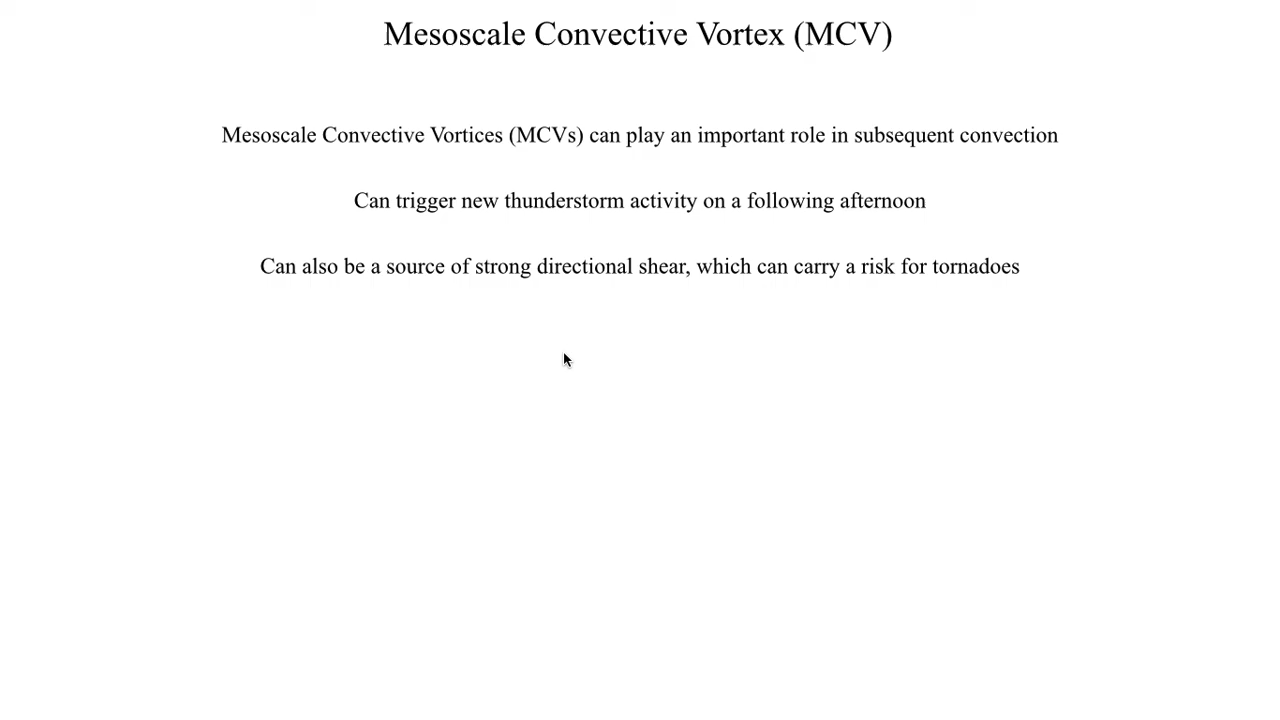 Mesoscale Convective Vortex (MCV)
Mesoscale Convective Vortices (MCVs) can play an important role in subsequent convection
Can trigger new thunderstorm activity on a following afternoon
Can also be a source of strong directional shear, which can carry a risk for tornadoes